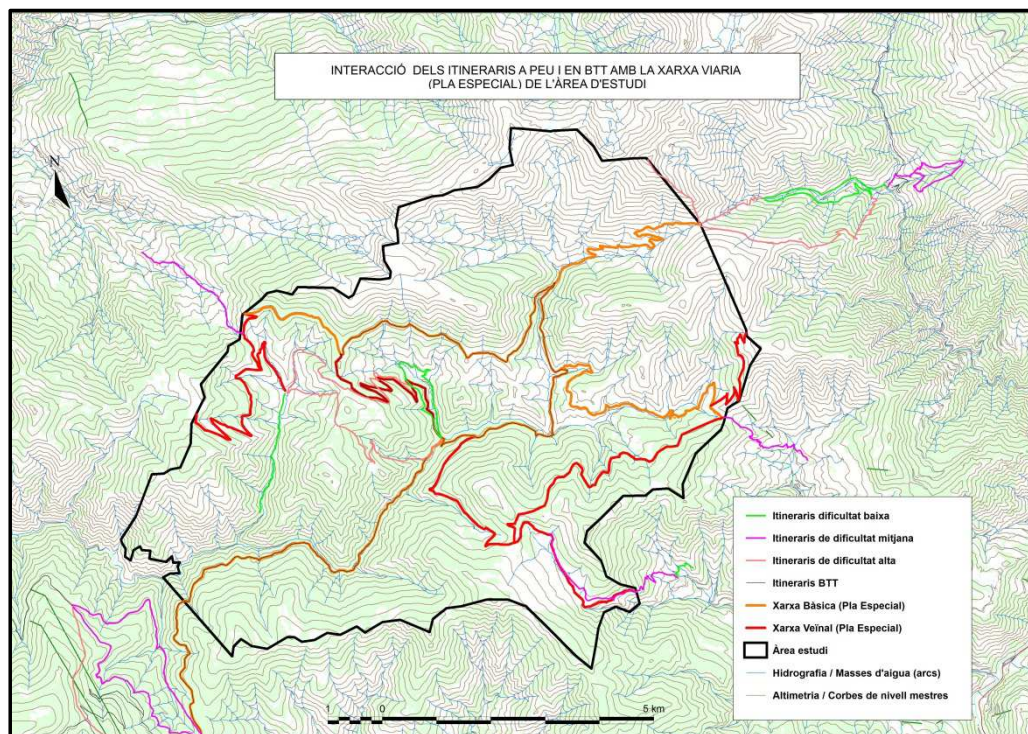 INTERACCIÓ DELS ITINERARIS A PEU I EN BTT AMB LA XARXA VIARIA
(PLA ESPECIAL) DE L'ÀREA D'ESTUDI
N
Itineraris dificultat baixa
Itineraris de dificultat mitjana
Itineraris de dificultat alta
Itineraris BTT
Xarxa Bàsica (Pla Especial)
Xarxa Veïnal (Pla Especial)
Àrea estudi
Hidrografia / Masses d'aigua (arcs)
Altimetria / Corbes de nivell mestres
1 0 5 km